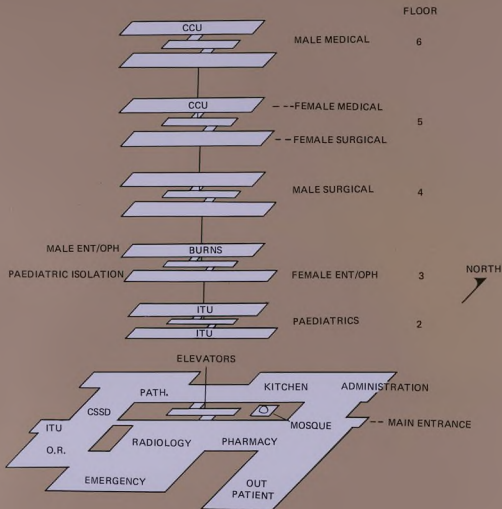 FLOOR
CCU
MALE MEDICAL 6
CCU
FEMALE MEDICAL
5
FEMALE SURGICAL
MALE SURGICAL 4
MALE ENT/OPH BURNS
PAEDIATRIC ISOLATION FEMALE ENT/OPH 3
NORTH
ITU
PAEDIATRICS 2
ITU
ELEVATORS
PATH. KITCHEN ADMINISTRATION
CSSD
ITU MOSQUE MAIN ENTRANCE
O.R. RADIOLOGY PHARMACY
EMERGENCY
OUT
PATIENT